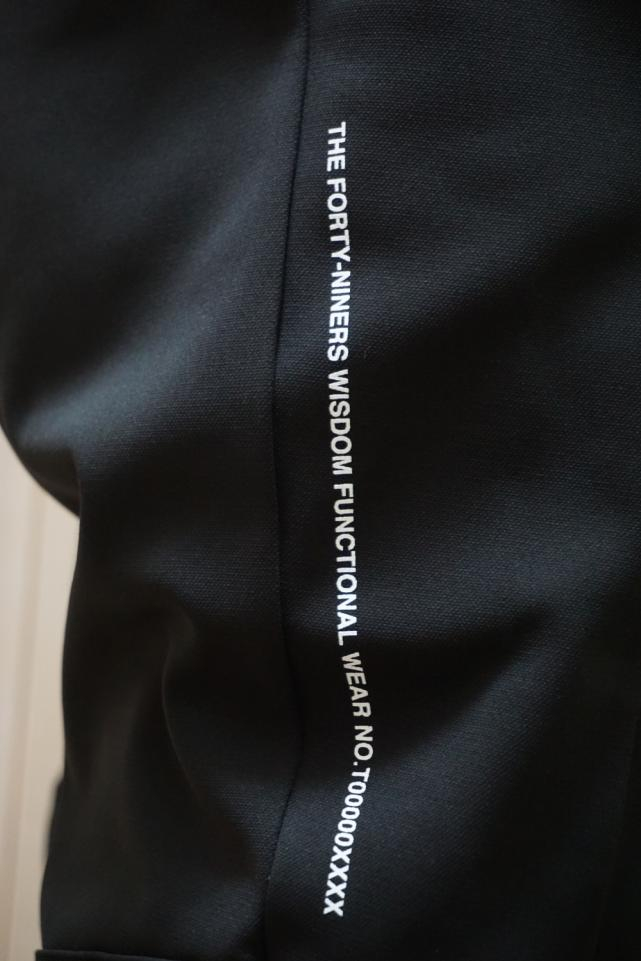 THE FORTY-NINERS WISDOM FUNCTIONAL WEAR NO.T00000XXXX